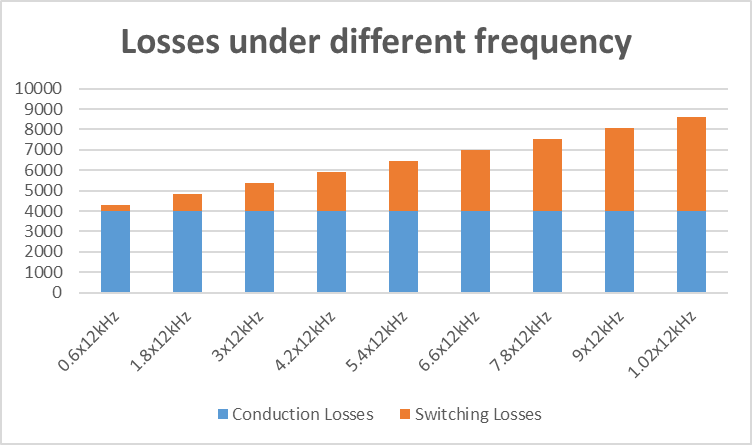 Losses under different frequency
10000
9000
8000
7000
6000
5000
4000
3000
2000
1000
0
0.6x12kHz
1.8x12kHz
3x12kHz
4.2x12kHz
5.4x12kHz
6.6x12kHz
7.8x12kHz
9x12kHz
1.02x12kHz
Conduction Losses
Switching Losses